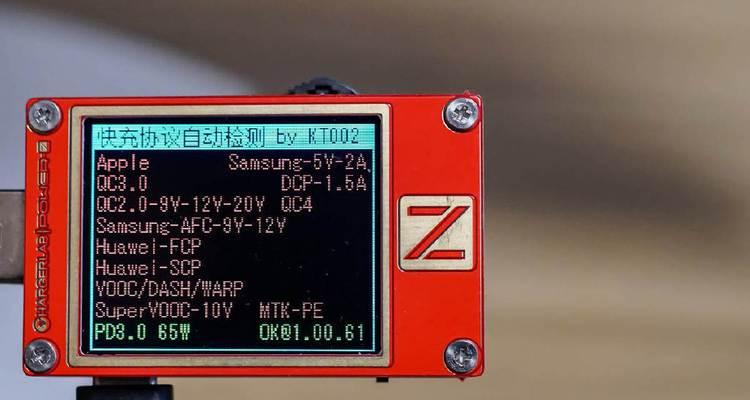 快充协议自动检测 by KT002
Apple Samsung-5V-2A
QC3.0 DCP-1.5A
QC2.0-9V-12V-20V QC4
Samsung-AFC-9V-12V
Huawei-FCP
Huawei-SCP
VOOC/DASH/WARP
SuperVOOC-10V MTK-PE
PD3.0 65W OK@1.00.61
CHARGERLAB POWER Z
Z